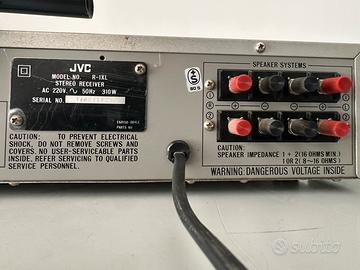 JVC
MODEL NO. R-1XL
STEREO RECEIVER
AC 220V. 50Hz 310W
SERIAL NO.
S
SPEAKER SYSTEMS
1
2
CAUTION: TO PREVENT ELECTRICAL
SHOCK, DO NOT REMOVE SCREWS AND
COVERS. NO USER-SERVICEABLE PARTS
INSIDE. REFER SERVICING TO QUALIFIED
SERVICE PERSONNEL.
CAUTION:
SPEAKER IMPEDANCE 1 + 2 (16 OHMS MIN.)
1 OR 2 (8~16 OHMS)
WARNING: DANGEROUS VOLTAGE INSIDE
subito